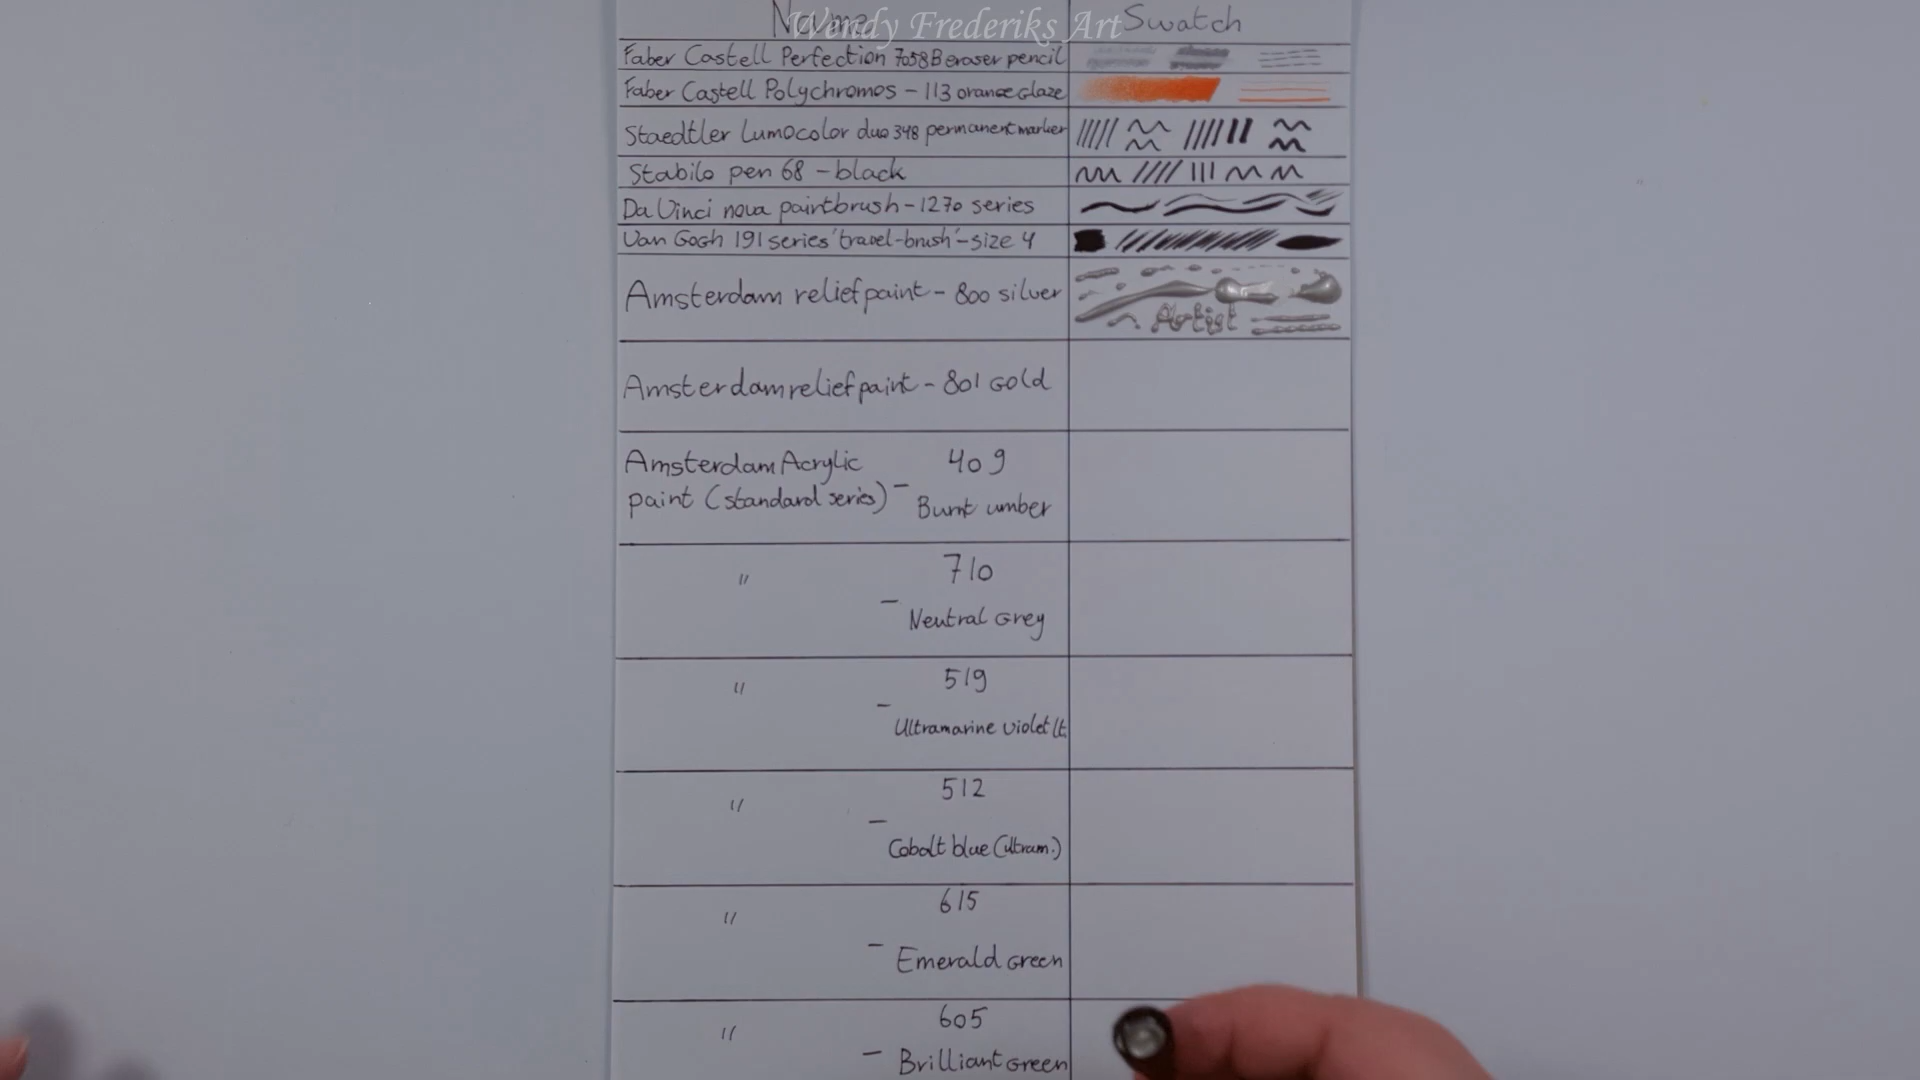 Name Swatch
Wendy Frederiks Art
Faber Castell Perfection 7058B eraser pencil
Faber Castell Polychromos - 113 orange Glaze
Staedtler Lumocolor duo 348 permanent marker
Stabilo pen 68 - black
Da Vinci nova paintbrush - 1270 series
Van Gogh 191 series 'travel-brush' - size 4
Amsterdam relief paint - 800 silver
Artist
Amsterdam relief paint - 801 Gold
Amsterdam Acrylic - 409
paint (standard series) Burnt umber
" 710
- Neutral Grey
" 519
- Ultramarine violet lt.
" 512
- Cobalt blue (ultram.)
" 615
- Emerald Green
" 605
- Brilliant Green